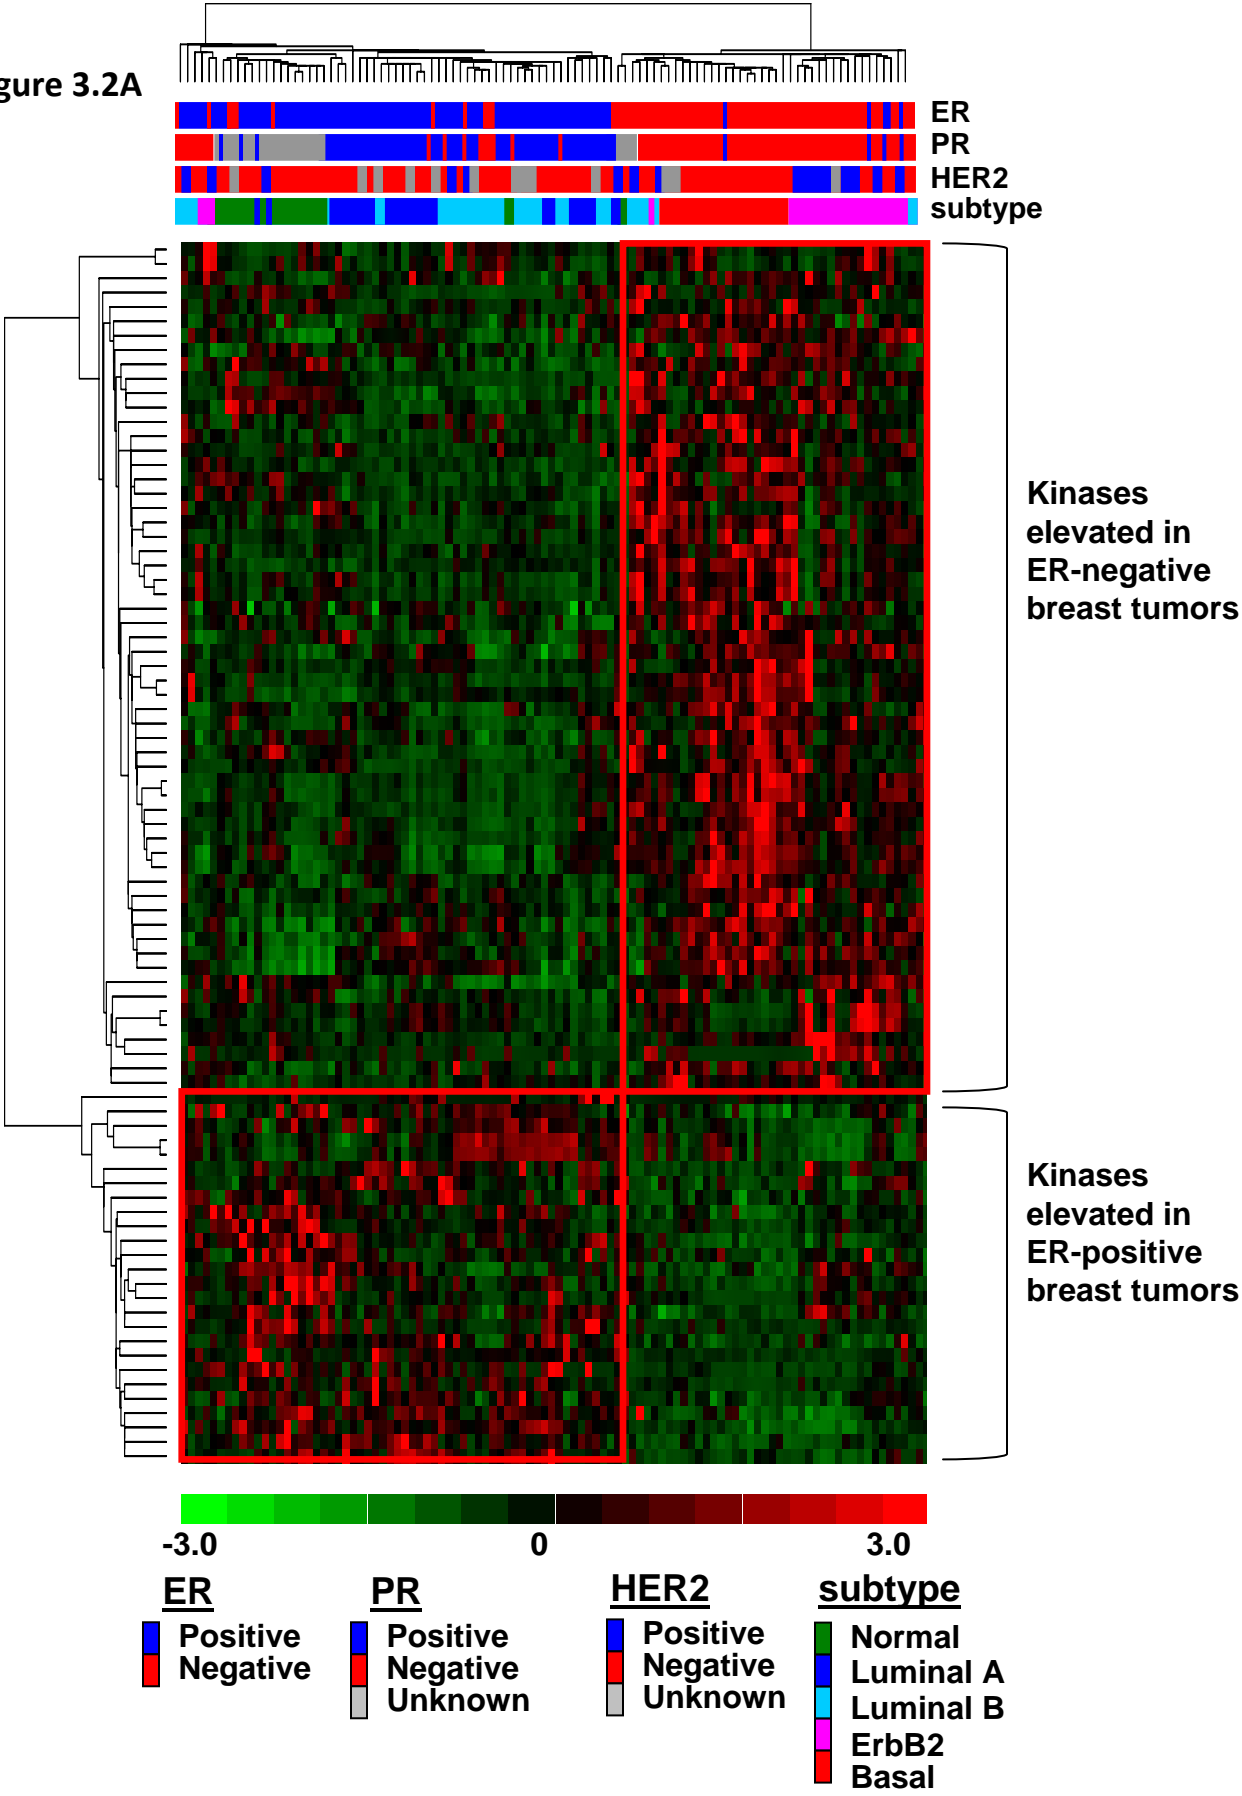 gure 3.2A
ER
PR
HER2
subtype
Kinases
elevated in
ER-negative
breast tumors
Kinases
elevated in
ER-positive
breast tumors
-3.0 0 3.0
ER
Positive
Negative
PR
Positive
Negative
Unknown
HER2
Positive
Negative
Unknown
subtype
Normal
Luminal A
Luminal B
ErbB2
Basal